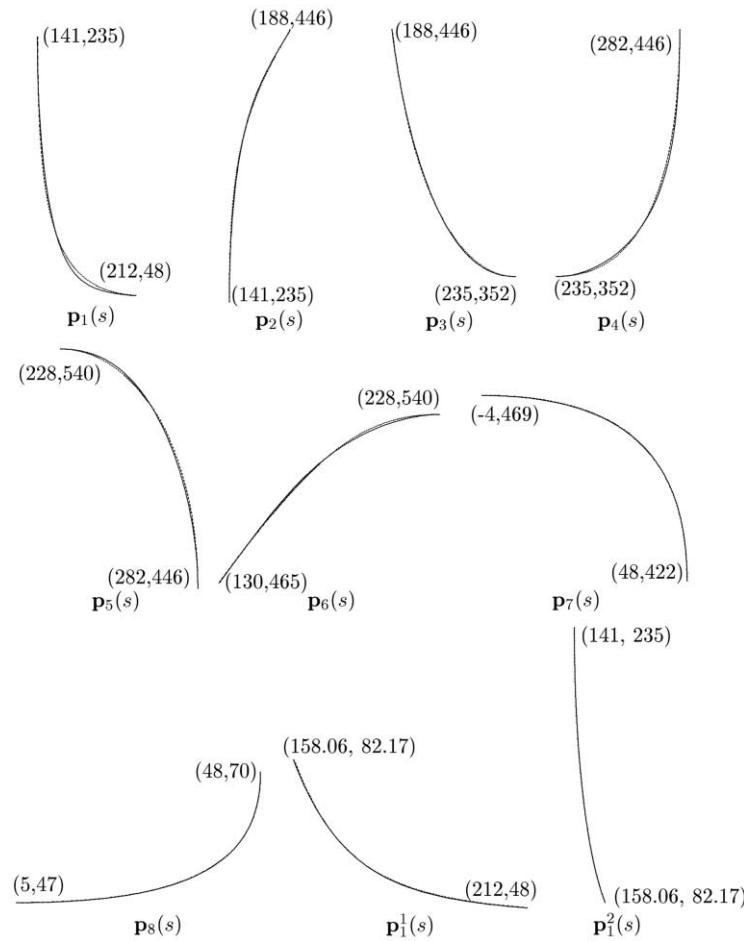 (141,235)
(188,446)
(188,446)
(282,446)
(212,48)
(141,235)
(235,352)
(235,352)
p₁(s)
p₂(s)
p₃(s)
p₄(s)
(228,540)
(228,540)
(-4,469)
(282,446)
(130,465)
(48,422)
p₅(s)
p₆(s)
p₇(s)
(141, 235)
(158.06, 82.17)
(48,70)
(5,47)
(212,48)
(158.06, 82.17)
p₈(s)
p₁¹(s)
p₁²(s)